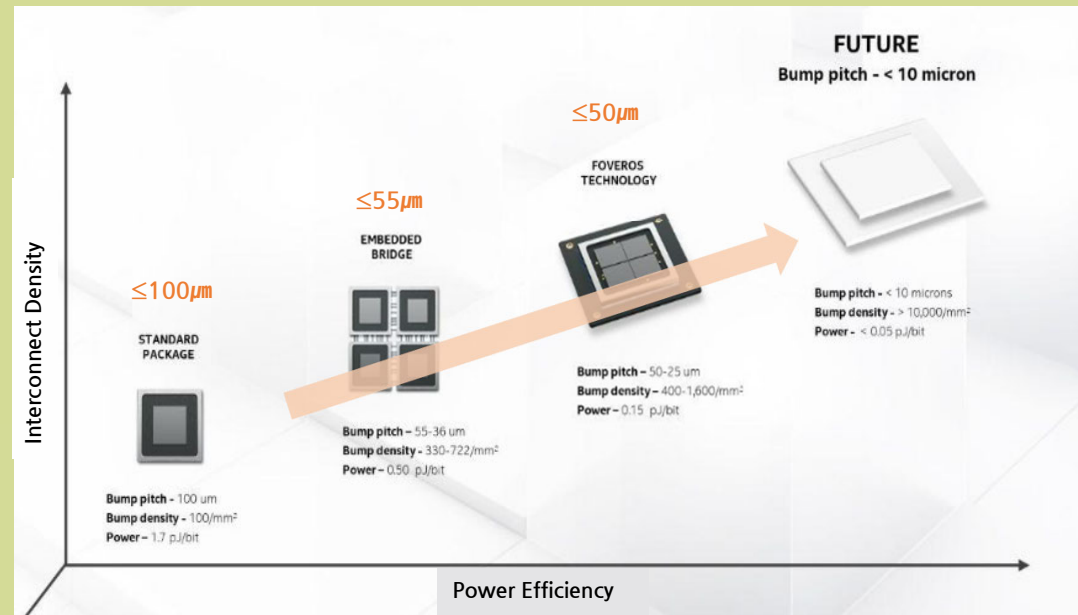 FUTURE
Bump pitch - < 10 micron
≤50㎛
FOVEROS
TECHNOLOGY
≤55㎛
EMBEDDED
BRIDGE
≤100㎛
STANDARD
PACKAGE
Interconnect Density
Bump pitch - < 10 microns
Bump density - > 10,000/mm²
Power - < 0.05 pJ/bit
Bump pitch – 50-25 um
Bump density – 400-1,600/mm²
Power – 0.15 pJ/bit
Bump pitch – 55-36 um
Bump density - 330-722/mm²
Power – 0.50 pJ/bit
Bump pitch - 100 um
Bump density - 100/mm²
Power – 1.7 pJ/bit
Power Efficiency